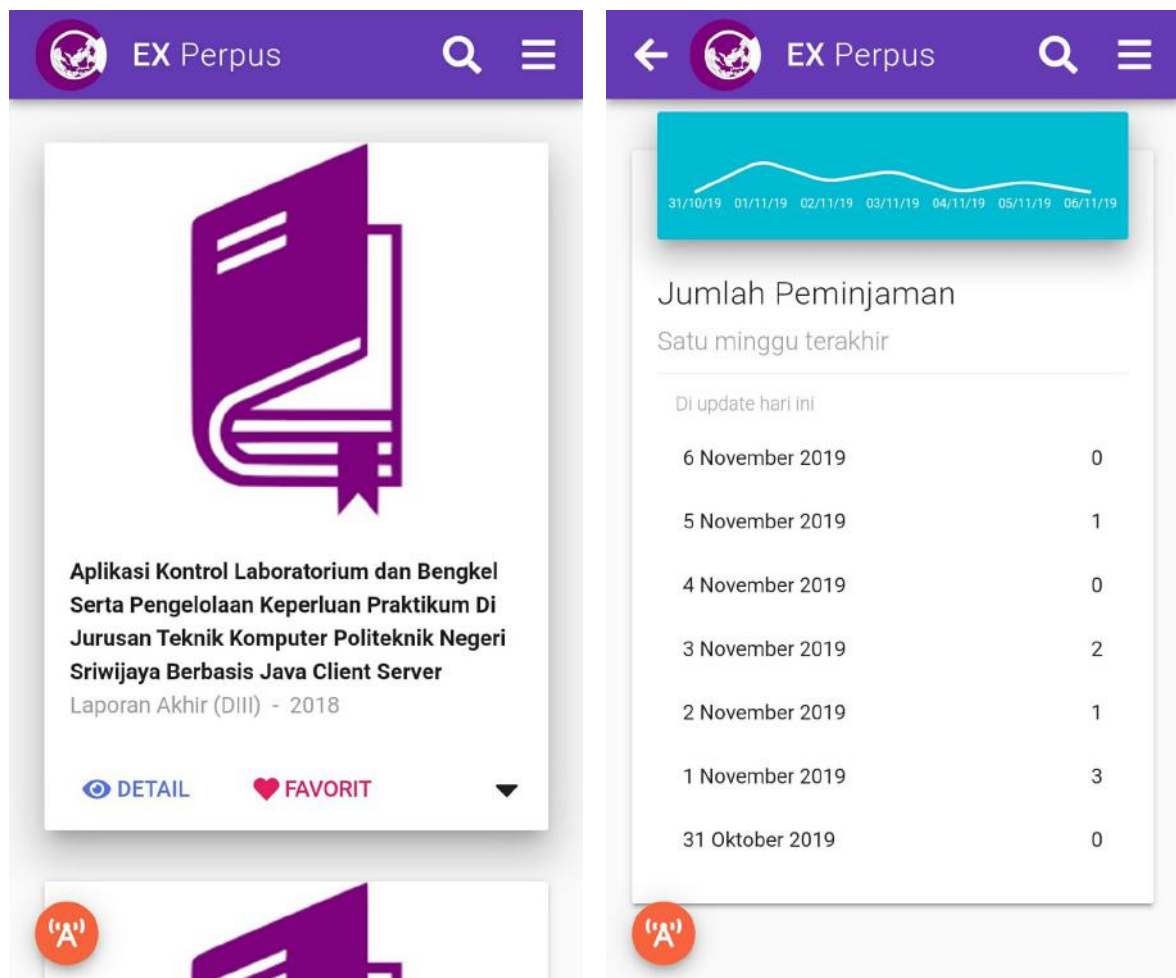 EX Perpus
Aplikasi Kontrol Laboratorium dan Bengkel
Serta Pengelolaan Keperluan Praktikum Di
Jurusan Teknik Komputer Politeknik Negeri
Sriwijaya Berbasis Java Client Server
Laporan Akhir (DIII) - 2018
DETAIL FAVORIT
EX Perpus
31/10/19 01/11/19 02/11/19 03/11/19 04/11/19 05/11/19 06/11/19
Jumlah Peminjaman
Satu minggu terakhir
Di update hari ini
6 November 2019 0
5 November 2019 1
4 November 2019 0
3 November 2019 2
2 November 2019 1
1 November 2019 3
31 Oktober 2019 0